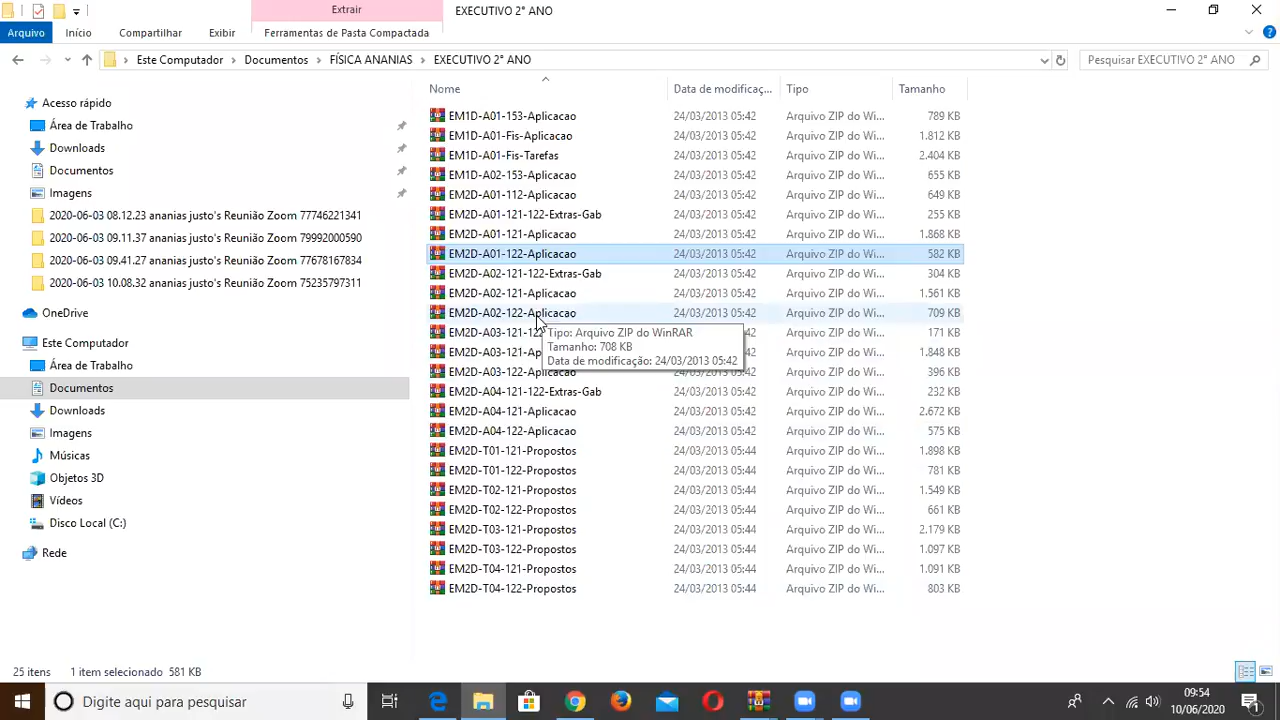 Extrair
EXECUTIVO 2° ANO
Arquivo
Início
Compartilhar
Exibir
Ferramentas de Pasta Compactada
Este Computador
Documentos
FÍSICA ANANIAS
EXECUTIVO 2° ANO
Pesquisar EXECUTIVO 2° ANO
Acesso rápido
Área de Trabalho
Downloads
Documentos
Imagens
2020-06-03 08.12.23 ananias justo's Reunião Zoom 77746221341
2020-06-03 09.11.37 ananias justo's Reunião Zoom 79992000590
2020-06-03 09.41.27 ananias justo's Reunião Zoom 77678167834
2020-06-03 10.08.32 ananias justo's Reunião Zoom 75235797311
OneDrive
Este Computador
Área de Trabalho
Documentos
Downloads
Imagens
Músicas
Objetos 3D
Vídeos
Disco Local (C:)
Rede
Nome Data de modificaç... Tipo Tamanho
EM1D-A01-153-Aplicacao 24/03/2013 05:42 Arquivo ZIP do Wi... 789 KB
EM1D-A01-Fis-Aplicacao 24/03/2013 05:42 Arquivo ZIP do Wi... 1.812 KB
EM1D-A01-Fis-Tarefas 24/03/2013 05:42 Arquivo ZIP do Wi... 2.404 KB
EM1D-A02-153-Aplicacao 24/03/2013 05:42 Arquivo ZIP do Wi... 655 KB
EM2D-A01-112-Aplicacao 24/03/2013 05:42 Arquivo ZIP do Wi... 649 KB
EM2D-A01-121-122-Extras-Gab 24/03/2013 05:42 Arquivo ZIP do Wi... 255 KB
EM2D-A01-121-Aplicacao 24/03/2013 05:42 Arquivo ZIP do Wi... 1.868 KB
EM2D-A01-122-Aplicacao 24/03/2013 05:42 Arquivo ZIP do Wi... 582 KB
EM2D-A02-121-122-Extras-Gab 24/03/2013 05:42 Arquivo ZIP do Wi... 304 KB
EM2D-A02-121-Aplicacao 24/03/2013 05:42 Arquivo ZIP do Wi... 1.561 KB
EM2D-A02-122-Aplicacao 24/03/2013 05:42 Arquivo ZIP do Wi... 709 KB
EM2D-A03-121-12 Arquivo ZIP do Wi... 171 KB
EM2D-A03-121-Ap Arquivo ZIP do Wi... 1.848 KB
EM2D-A03-122-Aplicacao 24/03/2013 05:42 Arquivo ZIP do Wi... 396 KB
EM2D-A04-121-122-Extras-Gab 24/03/2013 05:42 Arquivo ZIP do Wi... 232 KB
EM2D-A04-121-Aplicacao 24/03/2013 05:42 Arquivo ZIP do Wi... 2.672 KB
EM2D-A04-122-Aplicacao 24/03/2013 05:42 Arquivo ZIP do Wi... 575 KB
EM2D-T01-121-Propostos 24/03/2013 05:44 Arquivo ZIP do Wi... 1.898 KB
EM2D-T01-122-Propostos 24/03/2013 05:44 Arquivo ZIP do Wi... 781 KB
EM2D-T02-121-Propostos 24/03/2013 05:44 Arquivo ZIP do Wi... 1.549 KB
EM2D-T02-122-Propostos 24/03/2013 05:44 Arquivo ZIP do Wi... 661 KB
EM2D-T03-121-Propostos 24/03/2013 05:44 Arquivo ZIP do Wi... 2.179 KB
EM2D-T03-122-Propostos 24/03/2013 05:44 Arquivo ZIP do Wi... 1.097 KB
EM2D-T04-121-Propostos 24/03/2013 05:44 Arquivo ZIP do Wi... 1.091 KB
EM2D-T04-122-Propostos 24/03/2013 05:44 Arquivo ZIP do Wi... 803 KB
Tipo: Arquivo ZIP do WinRAR
Tamanho: 708 KB
Data de modificação: 24/03/2013 05:42
25 itens 1 item selecionado 581 KB
Digite aqui para pesquisar
09:54
10/06/2020
1